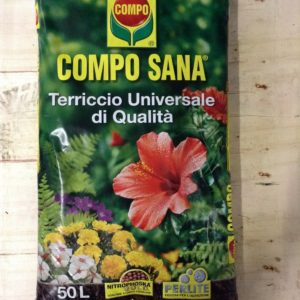 COMPO
COMPO SANA®
Terriccio Universale
di Qualità
50 L
NITROPHOSKA
PERLITE